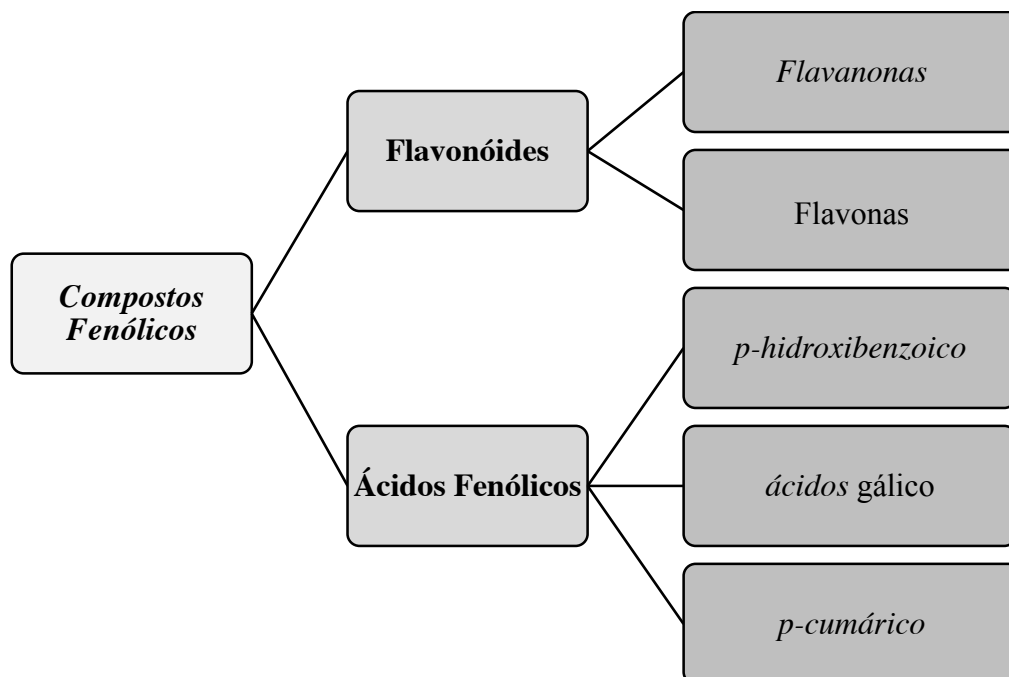 Compostos
Fenólicos
Flavonóides
Flavanonas
Flavonas
Ácidos Fenólicos
p-hidroxibenzoico
ácidos gálico
p-cumárico